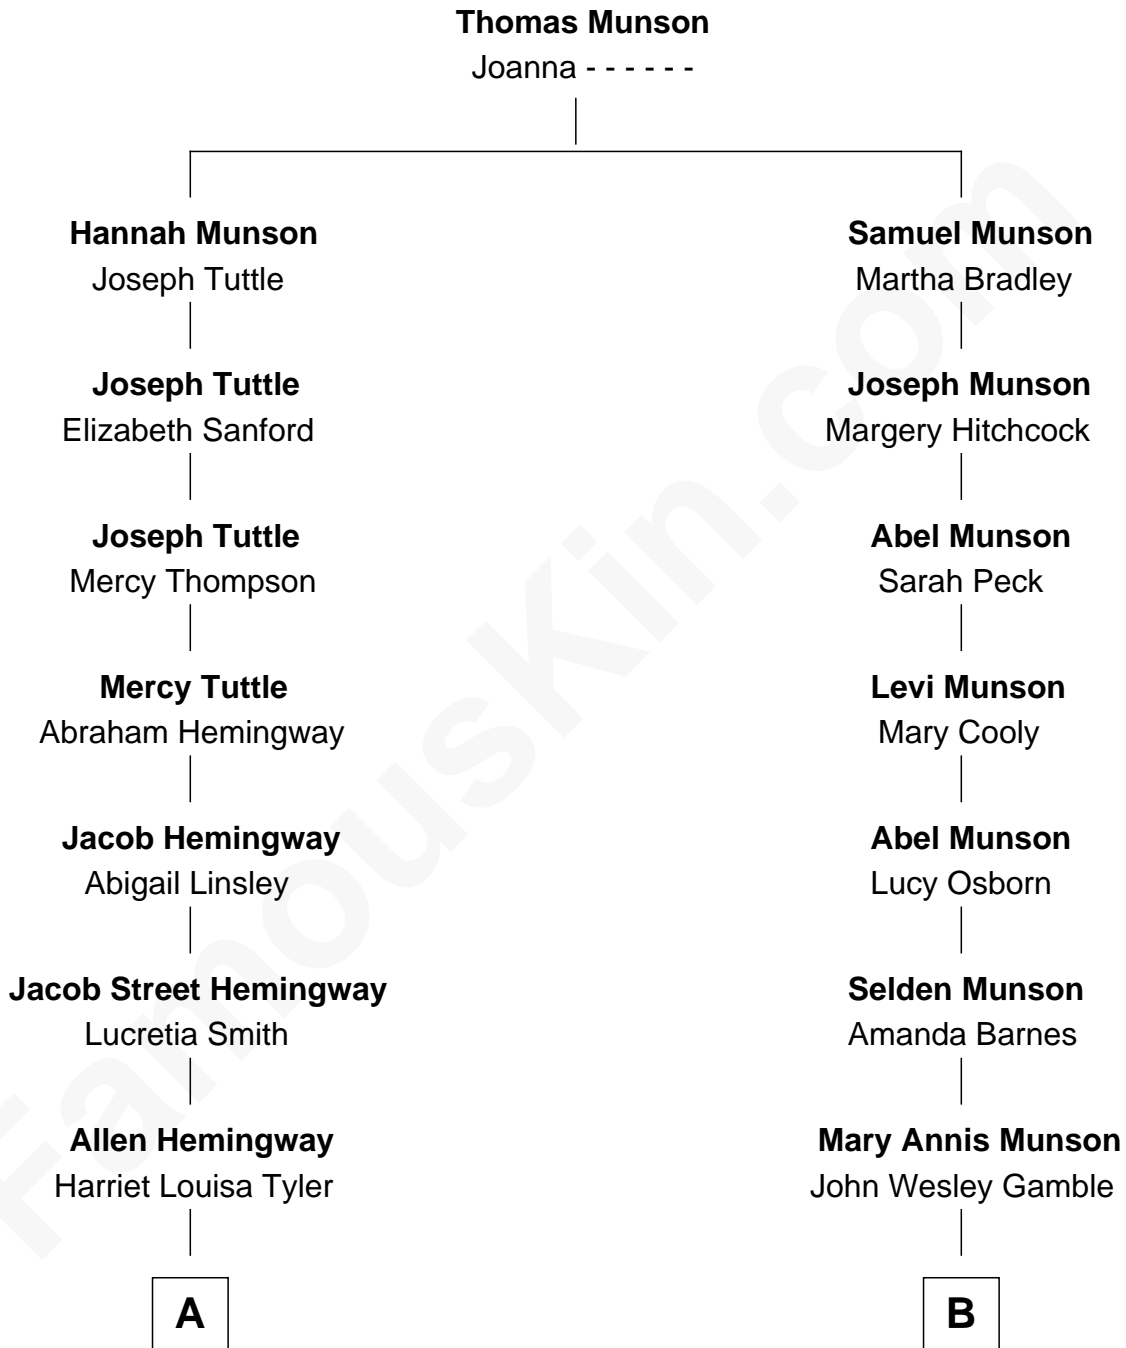 Thomas Munson
Joanna - - - - - -
Hannah Munson
Joseph Tuttle
Samuel Munson
Martha Bradley
Joseph Tuttle
Elizabeth Sanford
Joseph Munson
Margery Hitchcock
Joseph Tuttle
Mercy Thompson
Abel Munson
Sarah Peck
Mercy Tuttle
Abraham Hemingway
Levi Munson
Mary Cooly
Jacob Hemingway
Abigail Linsley
Abel Munson
Lucy Osborn
Jacob Street Hemingway
Lucretia Smith
Selden Munson
Amanda Barnes
Allen Hemingway
Harriet Louisa Tyler
Mary Annis Munson
John Wesley Gamble
A
B
FamousKin.com